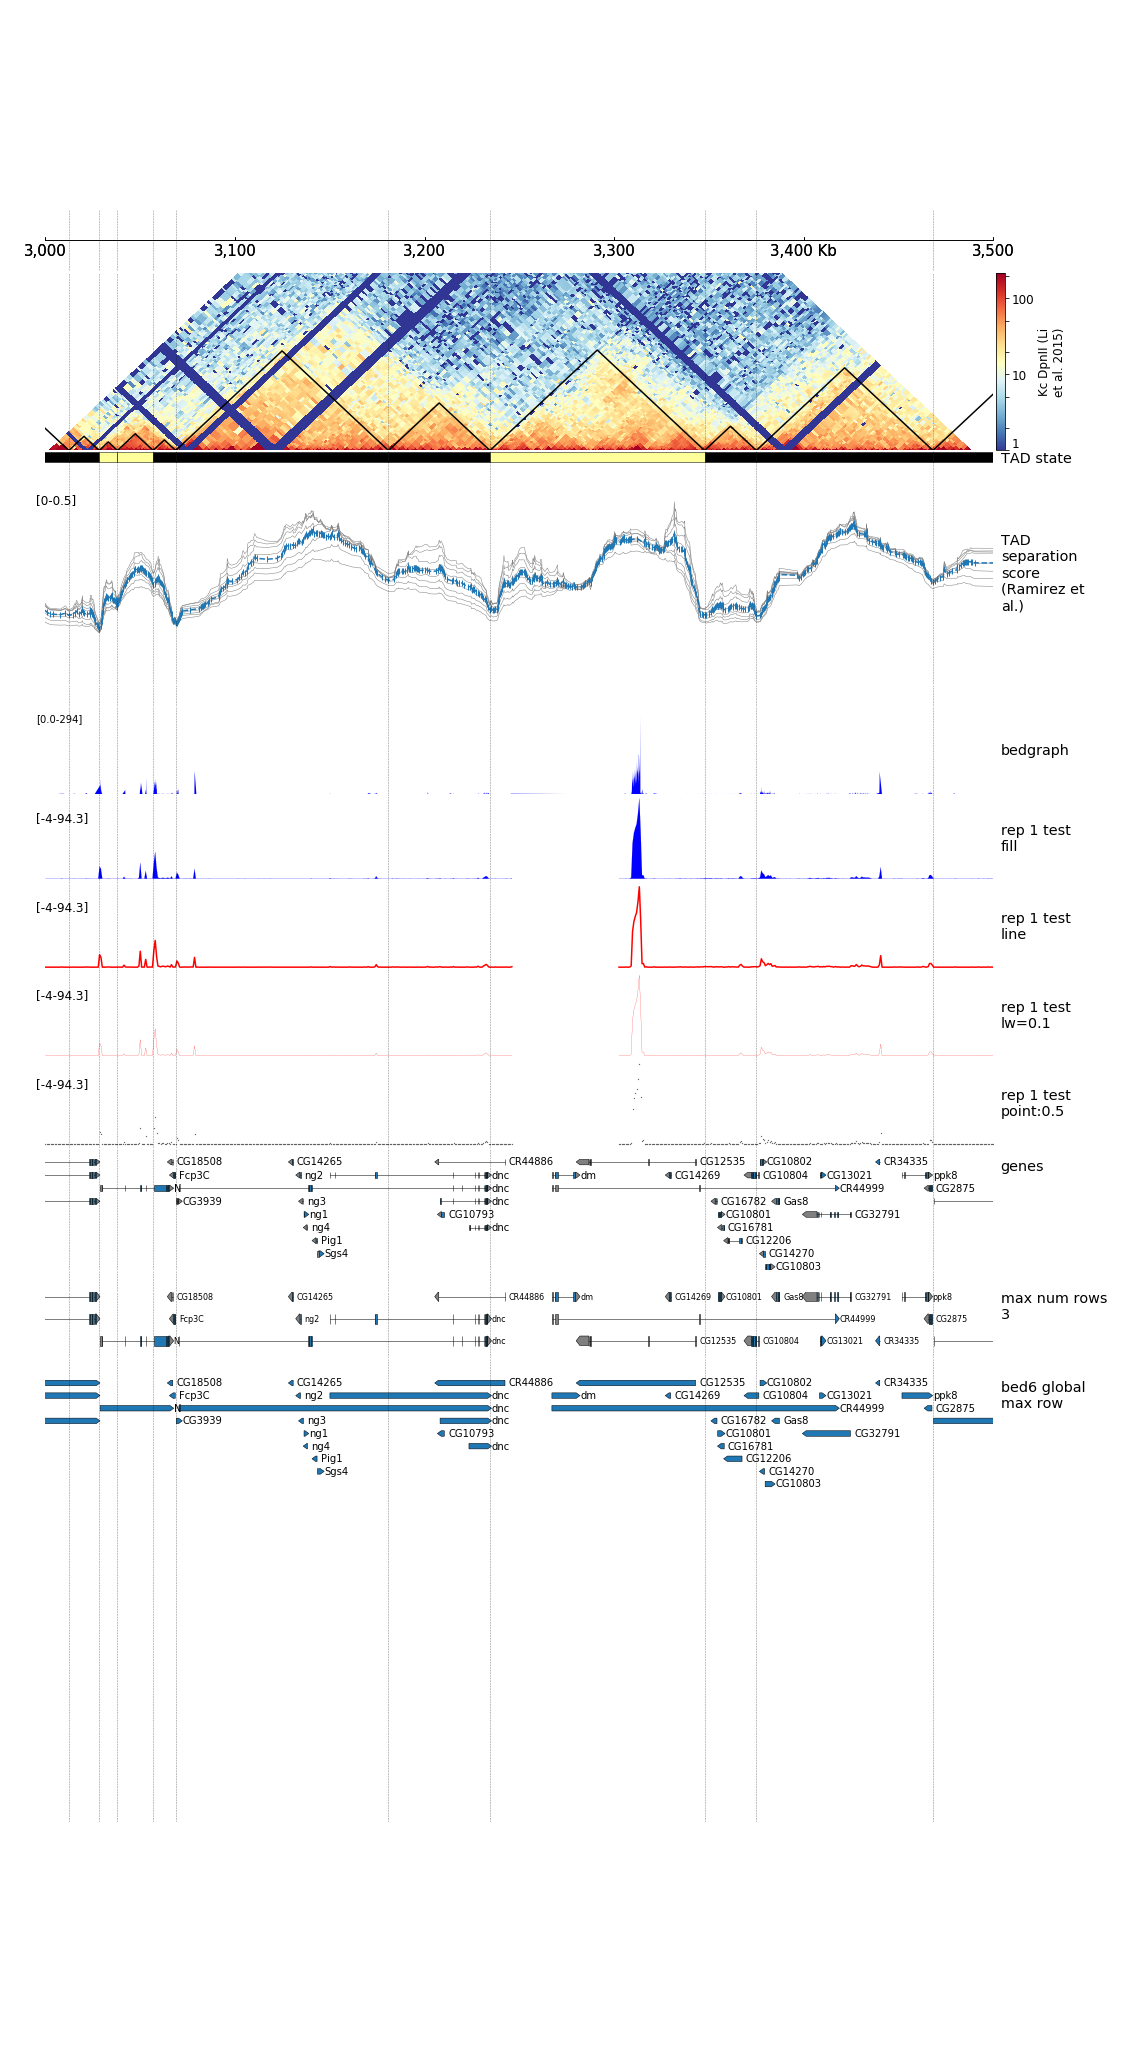 3,000 3,100 3,200 3,300 3,400 Kb 3,500
100
10
1
Kc DpnII (Li
et al. 2015)
TAD state
[0-0.5]
TAD
separation
score
(Ramirez et
al.)
[0.0-294]
bedgraph
[-4-94.3]
rep 1 test
fill
[-4-94.3]
rep 1 test
line
[-4-94.3]
rep 1 test
lw=0.1
[-4-94.3]
rep 1 test
point:0.5
genes
CG18508 CG14265 CR44886 CG12535 CG10802 CR34335
Fcp3C ng2 dnc dm CG14269 CG10804 CG13021 ppk8
N dnc CR44999 CG2875
CG3939 ng3 dnc CG16782 Gas8
ng1 CG10793 CG10801 CG32791
ng4 dnc CG16781
Pig1 CG12206
Sgs4 CG14270
CG10803
max num rows
3
CG18508 CG14265 CR44886 dm CG14269 CG10801 Gas8 CG32791 ppk8
Fcp3C ng2 dnc CR44999 CG2875
N dnc CG12535 CG10804 CG13021 CR34335
bed6 global
max row
CG18508 CG14265 CR44886 CG12535 CG10802 CR34335
Fcp3C ng2 dnc dm CG14269 CG10804 CG13021 ppk8
N dnc CR44999 CG2875
CG3939 ng3 dnc CG16782 Gas8
ng1 CG10793 CG10801 CG32791
ng4 dnc CG16781
Pig1 CG12206
Sgs4 CG14270
CG10803